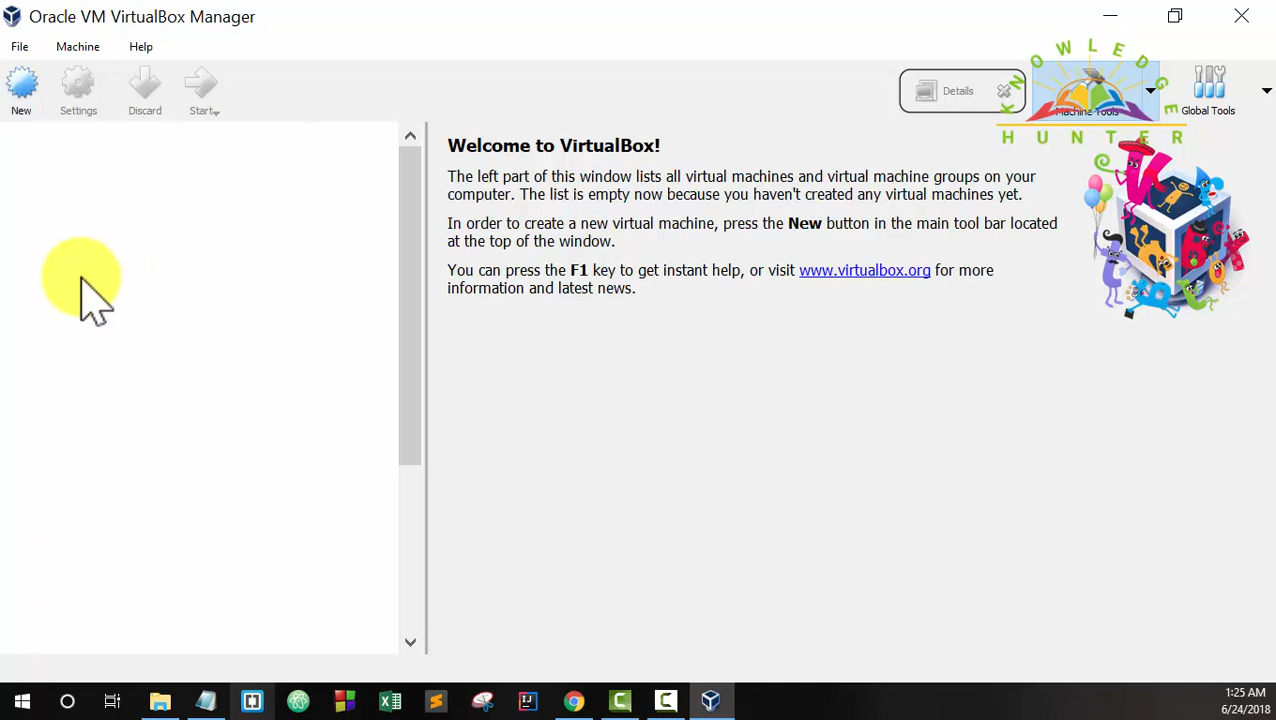 Oracle VM VirtualBox Manager
File Machine Help
New Settings Discard Start
Details
Machine Tools
Global Tools
KNOWLEDGE
HUNTER
Welcome to VirtualBox!
The left part of this window lists all virtual machines and virtual machine groups on your
computer. The list is empty now because you haven't created any virtual machines yet.
In order to create a new virtual machine, press the New button in the main tool bar located
at the top of the window.
You can press the F1 key to get instant help, or visit www.virtualbox.org for more
information and latest news.
1:25 AM
6/24/2018